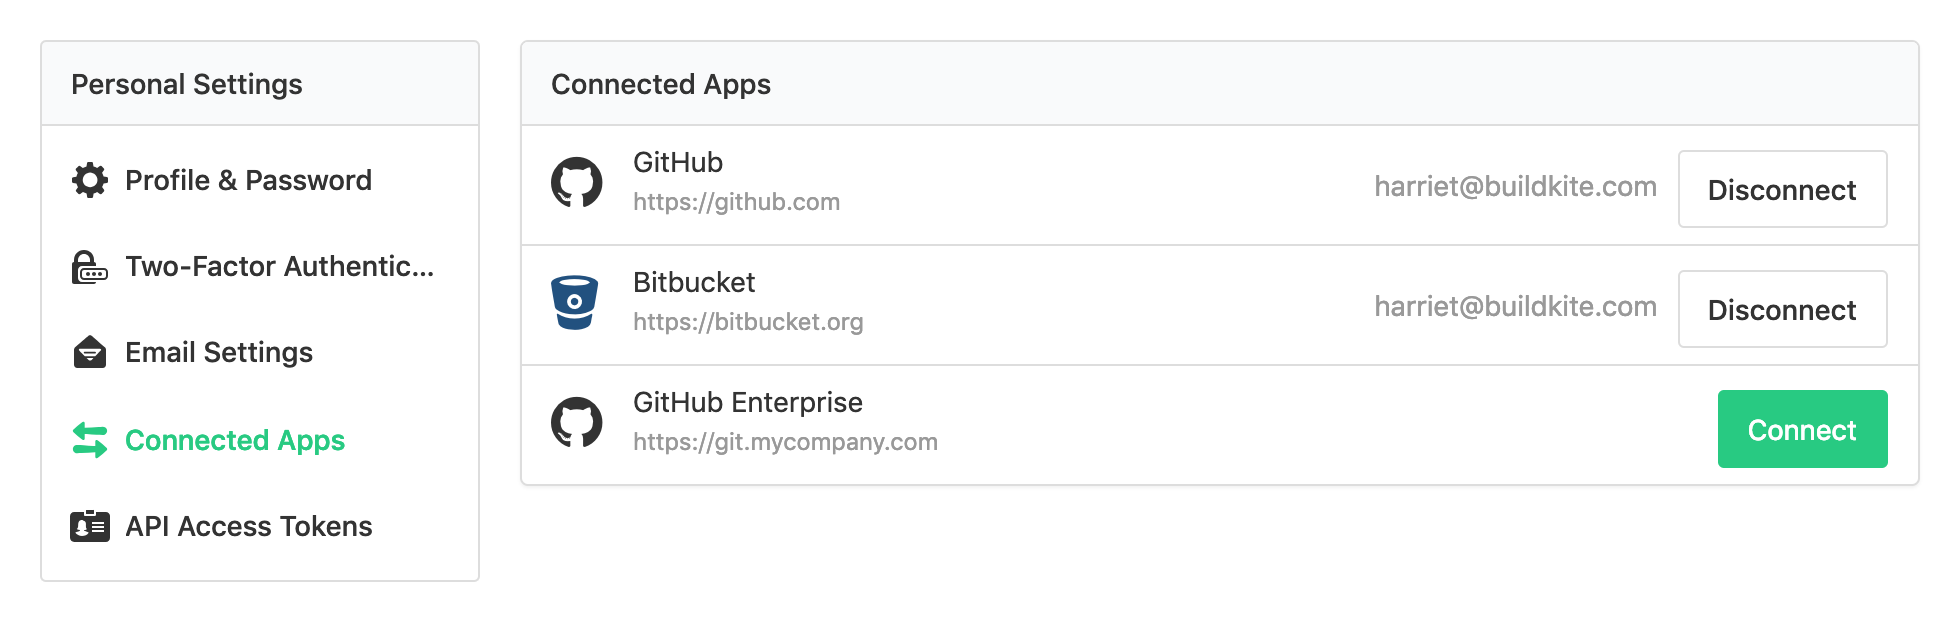 Personal Settings
Profile & Password
Two-Factor Authentic...
Email Settings
Connected Apps
API Access Tokens
Connected Apps
GitHub
https://github.com
harriet@buildkite.com
Disconnect
Bitbucket
https://bitbucket.org
harriet@buildkite.com
Disconnect
GitHub Enterprise
https://git.mycompany.com
Connect